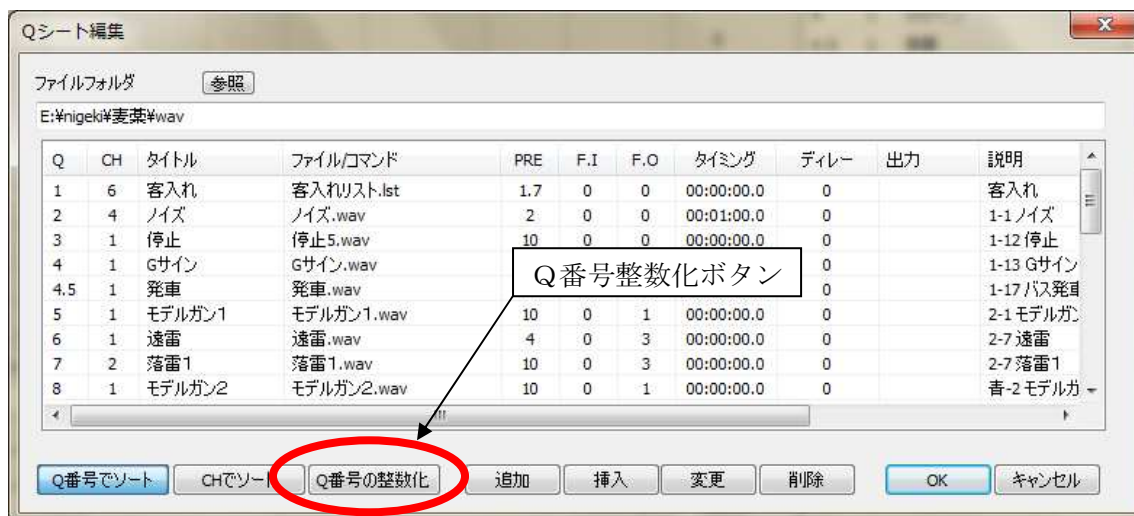 Qシート編集
ファイルフォルダ 参照
E:¥nigeki¥麦藁¥wav
Q CH タイトル ファイル/コマンド PRE F.I F.O タイミング ディレー 出力 説明
1 6 客入れ 客入れリスト.lst 1.7 0 0 00:00:00.0 0 客入れ
2 4 ノイズ ノイズ.wav 2 0 0 00:01:00.0 0 1-1ノイズ
3 1 停止 停止5.wav 10 0 0 00:00:00.0 0 1-12 停止
4 1 Gサイン Gサイン.wav 0 1-13 Gサイン
Q番号整数化ボタン
4.5 1 発車 発車.wav 0 1-17 バス発車
5 1 モデルガン1 モデルガン1.wav 10 0 1 00:00:00.0 0 2-1 モデルガン
6 1 遠雷 遠雷.wav 4 0 3 00:00:00.0 0 2-7 遠雷
7 2 落雷1 落雷1.wav 10 0 3 00:00:00.0 0 2-7 落雷1
8 1 モデルガン2 モデルガン2.wav 10 0 1 00:00:00.0 0 青-2 モデルガ
Q番号でソート CHでソート Q番号の整数化 追加 挿入 変更 削除 OK キャンセル